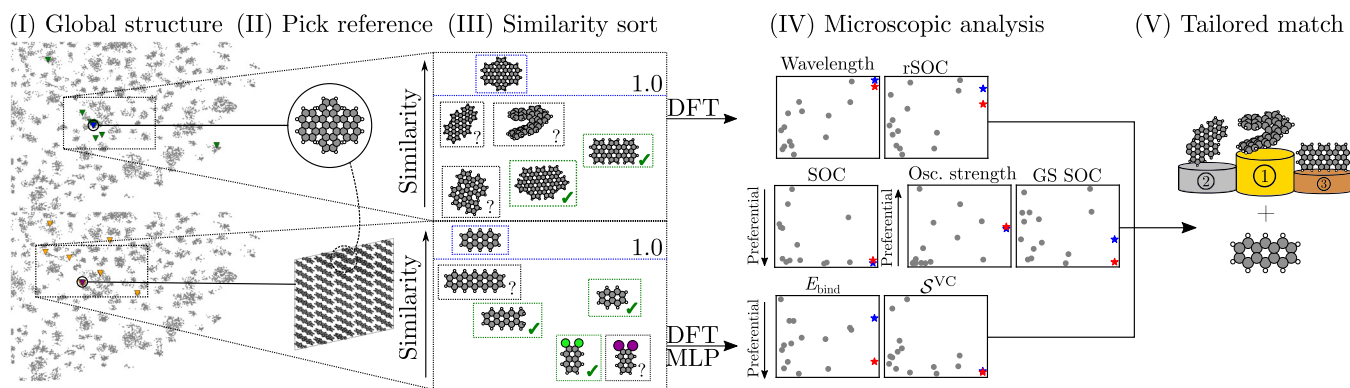 (I) Global structure
(II) Pick reference
(III) Similarity sort
(IV) Microscopic analysis
(V) Tailored match
Similarity
1.0
?
?
✓
?
✓
DFT
Similarity
1.0
?
✓
✓
✓
?
DFT
MLP
Wavelength
rSOC
Preferential
SOC
Preferential
Osc. strength
GS SOC
Preferential
E_bind
S^VC
2
1
3
+